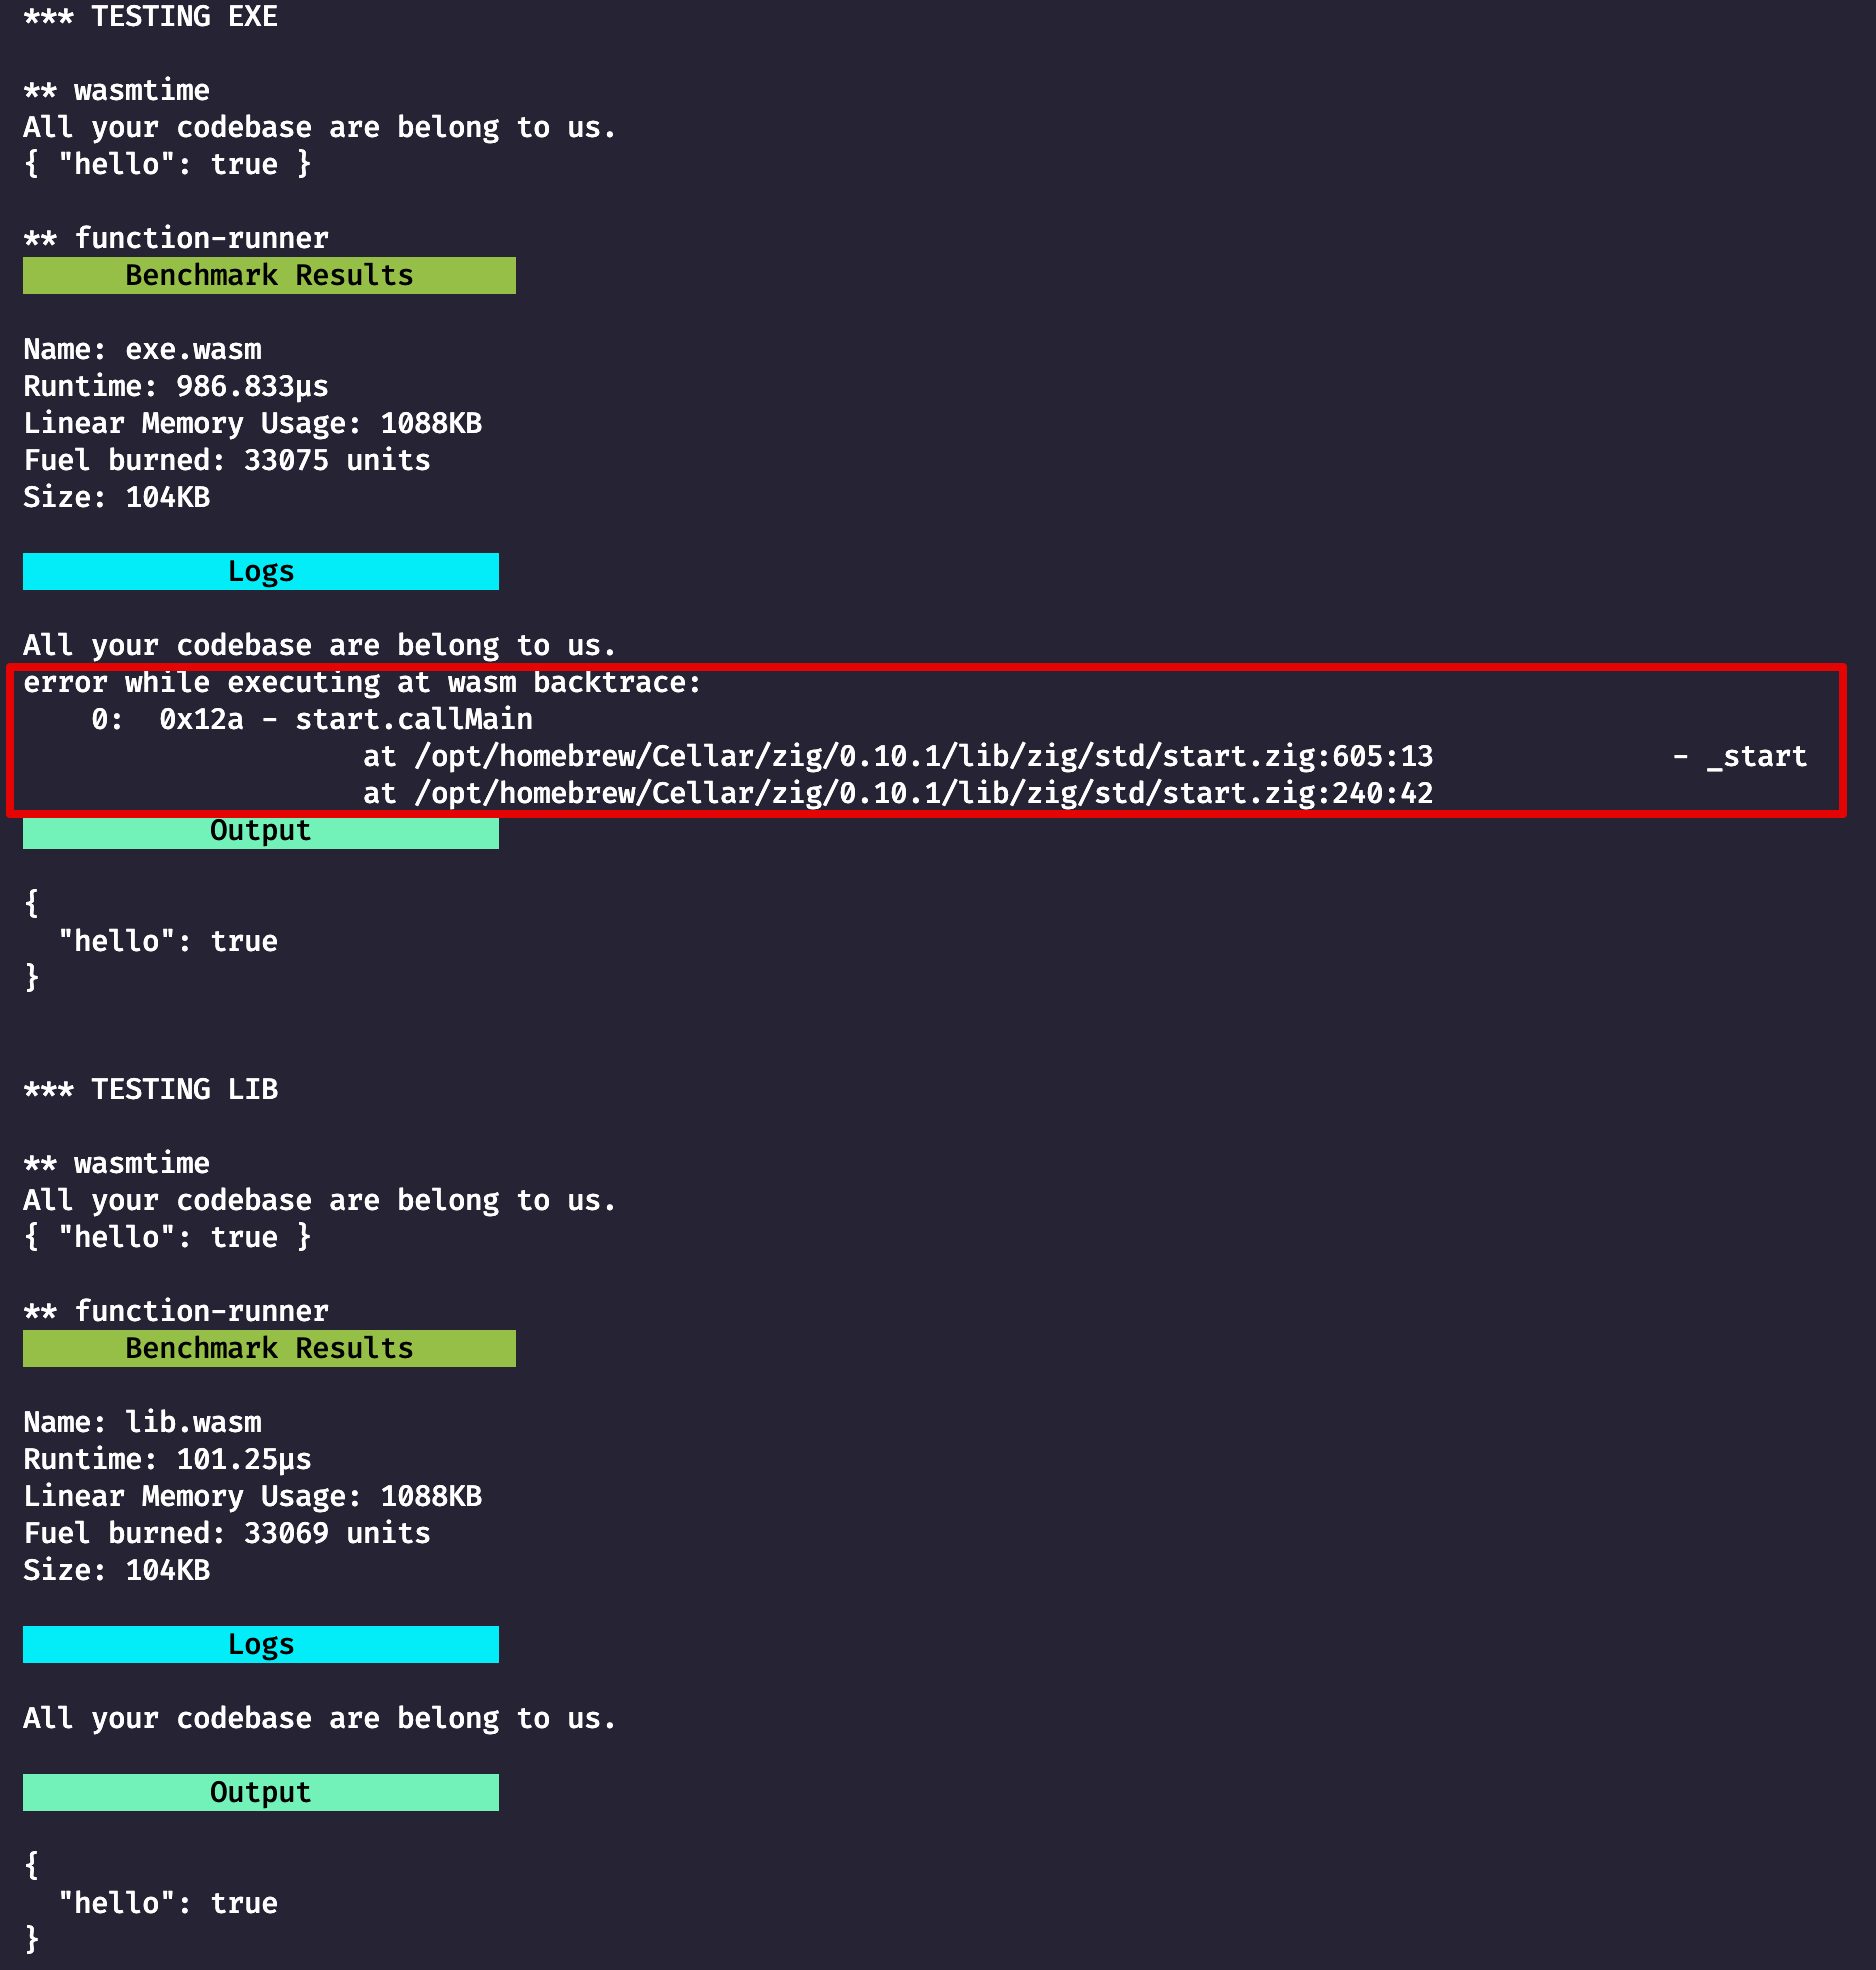 *** TESTING EXE
** wasmtime
All your codebase are belong to us.
{ "hello": true }
** function-runner
Benchmark Results
Name: exe.wasm
Runtime: 986.833µs
Linear Memory Usage: 1088KB
Fuel burned: 33075 units
Size: 104KB
Logs
All your codebase are belong to us.
error while executing at wasm backtrace:
0:  0x12a - start.callMain
at /opt/homebrew/Cellar/zig/0.10.1/lib/zig/std/start.zig:605:13 - _start
at /opt/homebrew/Cellar/zig/0.10.1/lib/zig/std/start.zig:240:42
Output
{
"hello": true
}
*** TESTING LIB
** wasmtime
All your codebase are belong to us.
{ "hello": true }
** function-runner
Benchmark Results
Name: lib.wasm
Runtime: 101.25µs
Linear Memory Usage: 1088KB
Fuel burned: 33069 units
Size: 104KB
Logs
All your codebase are belong to us.
Output
{
"hello": true
}